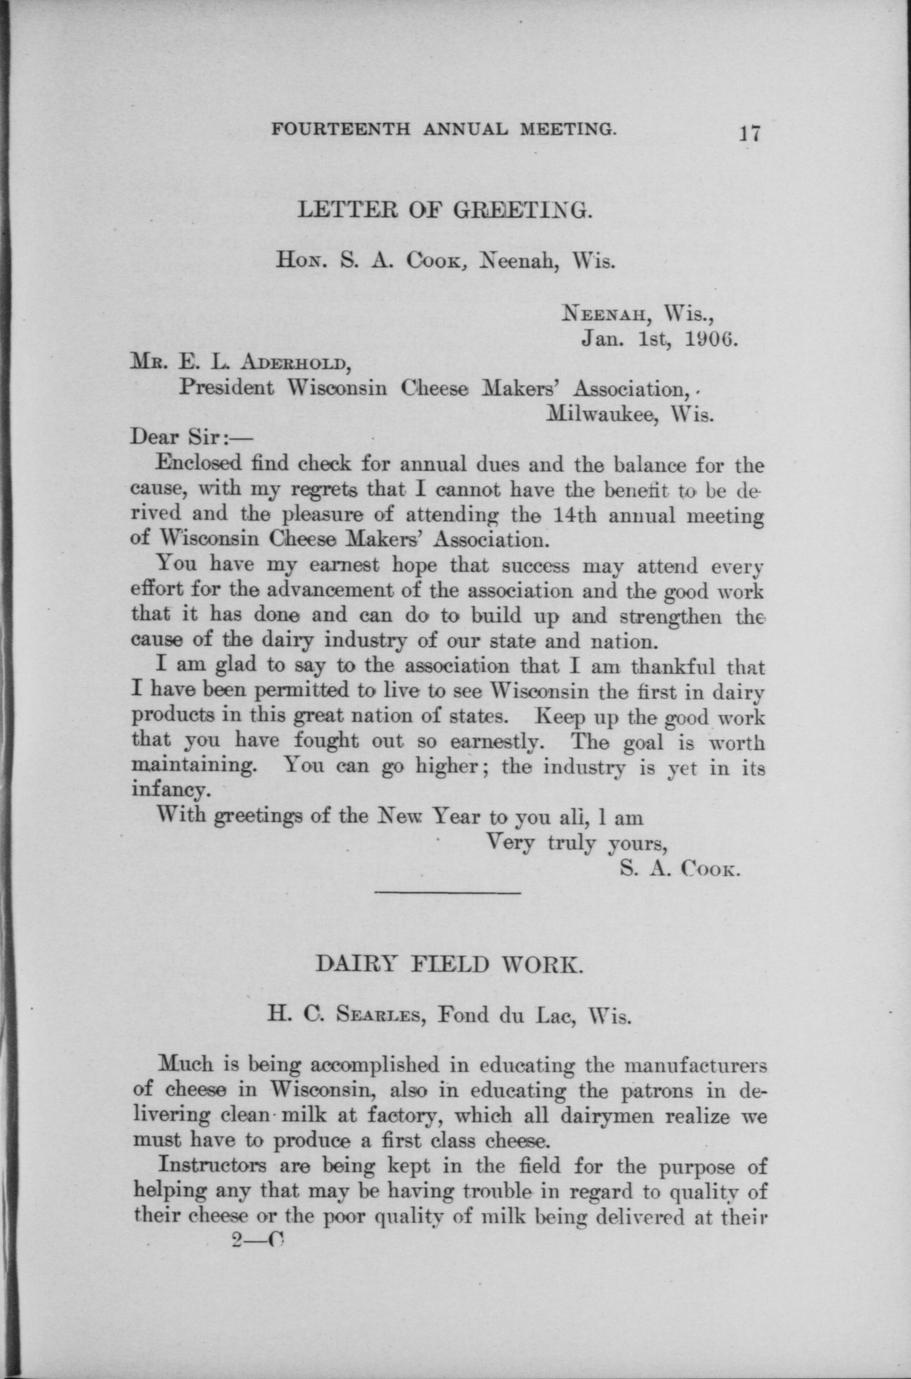 FOURTEENTH ANNUAL MEETING. 17
LETTER OF GREETING.
HON. S. A. COOK, Neenah, Wis.
NEENAH, Wis.,
Jan. 1st, 1906.
MR. E. L. ADERHOLD,
President Wisconsin Cheese Makers' Association,
Milwaukee, Wis.
Dear Sir:—
Enclosed find check for annual dues and the balance for the
cause, with my regrets that I cannot have the benefit to be de-
rived and the pleasure of attending the 14th annual meeting
of Wisconsin Cheese Makers' Association.
You have my earnest hope that success may attend every
effort for the advancement of the association and the good work
that it has done and can do to build up and strengthen the
cause of the dairy industry of our state and nation.
I am glad to say to the association that I am thankful that
I have been permitted to live to see Wisconsin the first in dairy
products in this great nation of states. Keep up the good work
that you have fought out so earnestly. The goal is worth
maintaining. You can go higher; the industry is yet in its
infancy.
With greetings of the New Year to you all, I am
Very truly yours,
S. A. COOK.
DAIRY FIELD WORK.
H. C. SEARLES, Fond du Lac, Wis.
Much is being accomplished in educating the manufacturers
of cheese in Wisconsin, also in educating the patrons in de-
livering clean milk at factory, which all dairymen realize we
must have to produce a first class cheese.
Instructors are being kept in the field for the purpose of
helping any that may be having trouble in regard to quality of
their cheese or the poor quality of milk being delivered at their
2—C